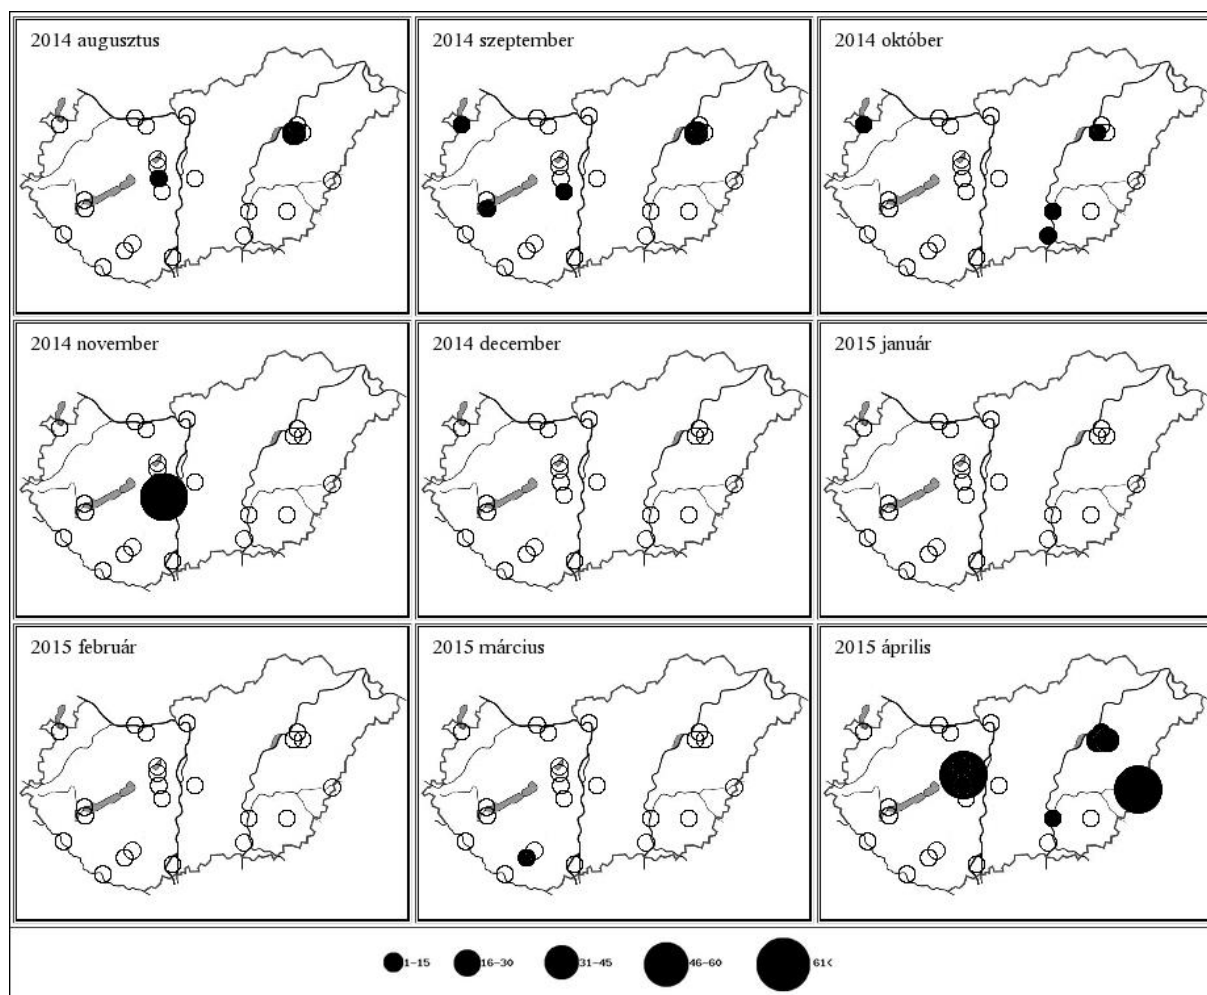 2014 augusztus
2014 szeptember
2014 október
2014 november
2014 december
2015 január
2015 február
2015 március
2015 április
1-15
16-30
31-45
46-60
61<